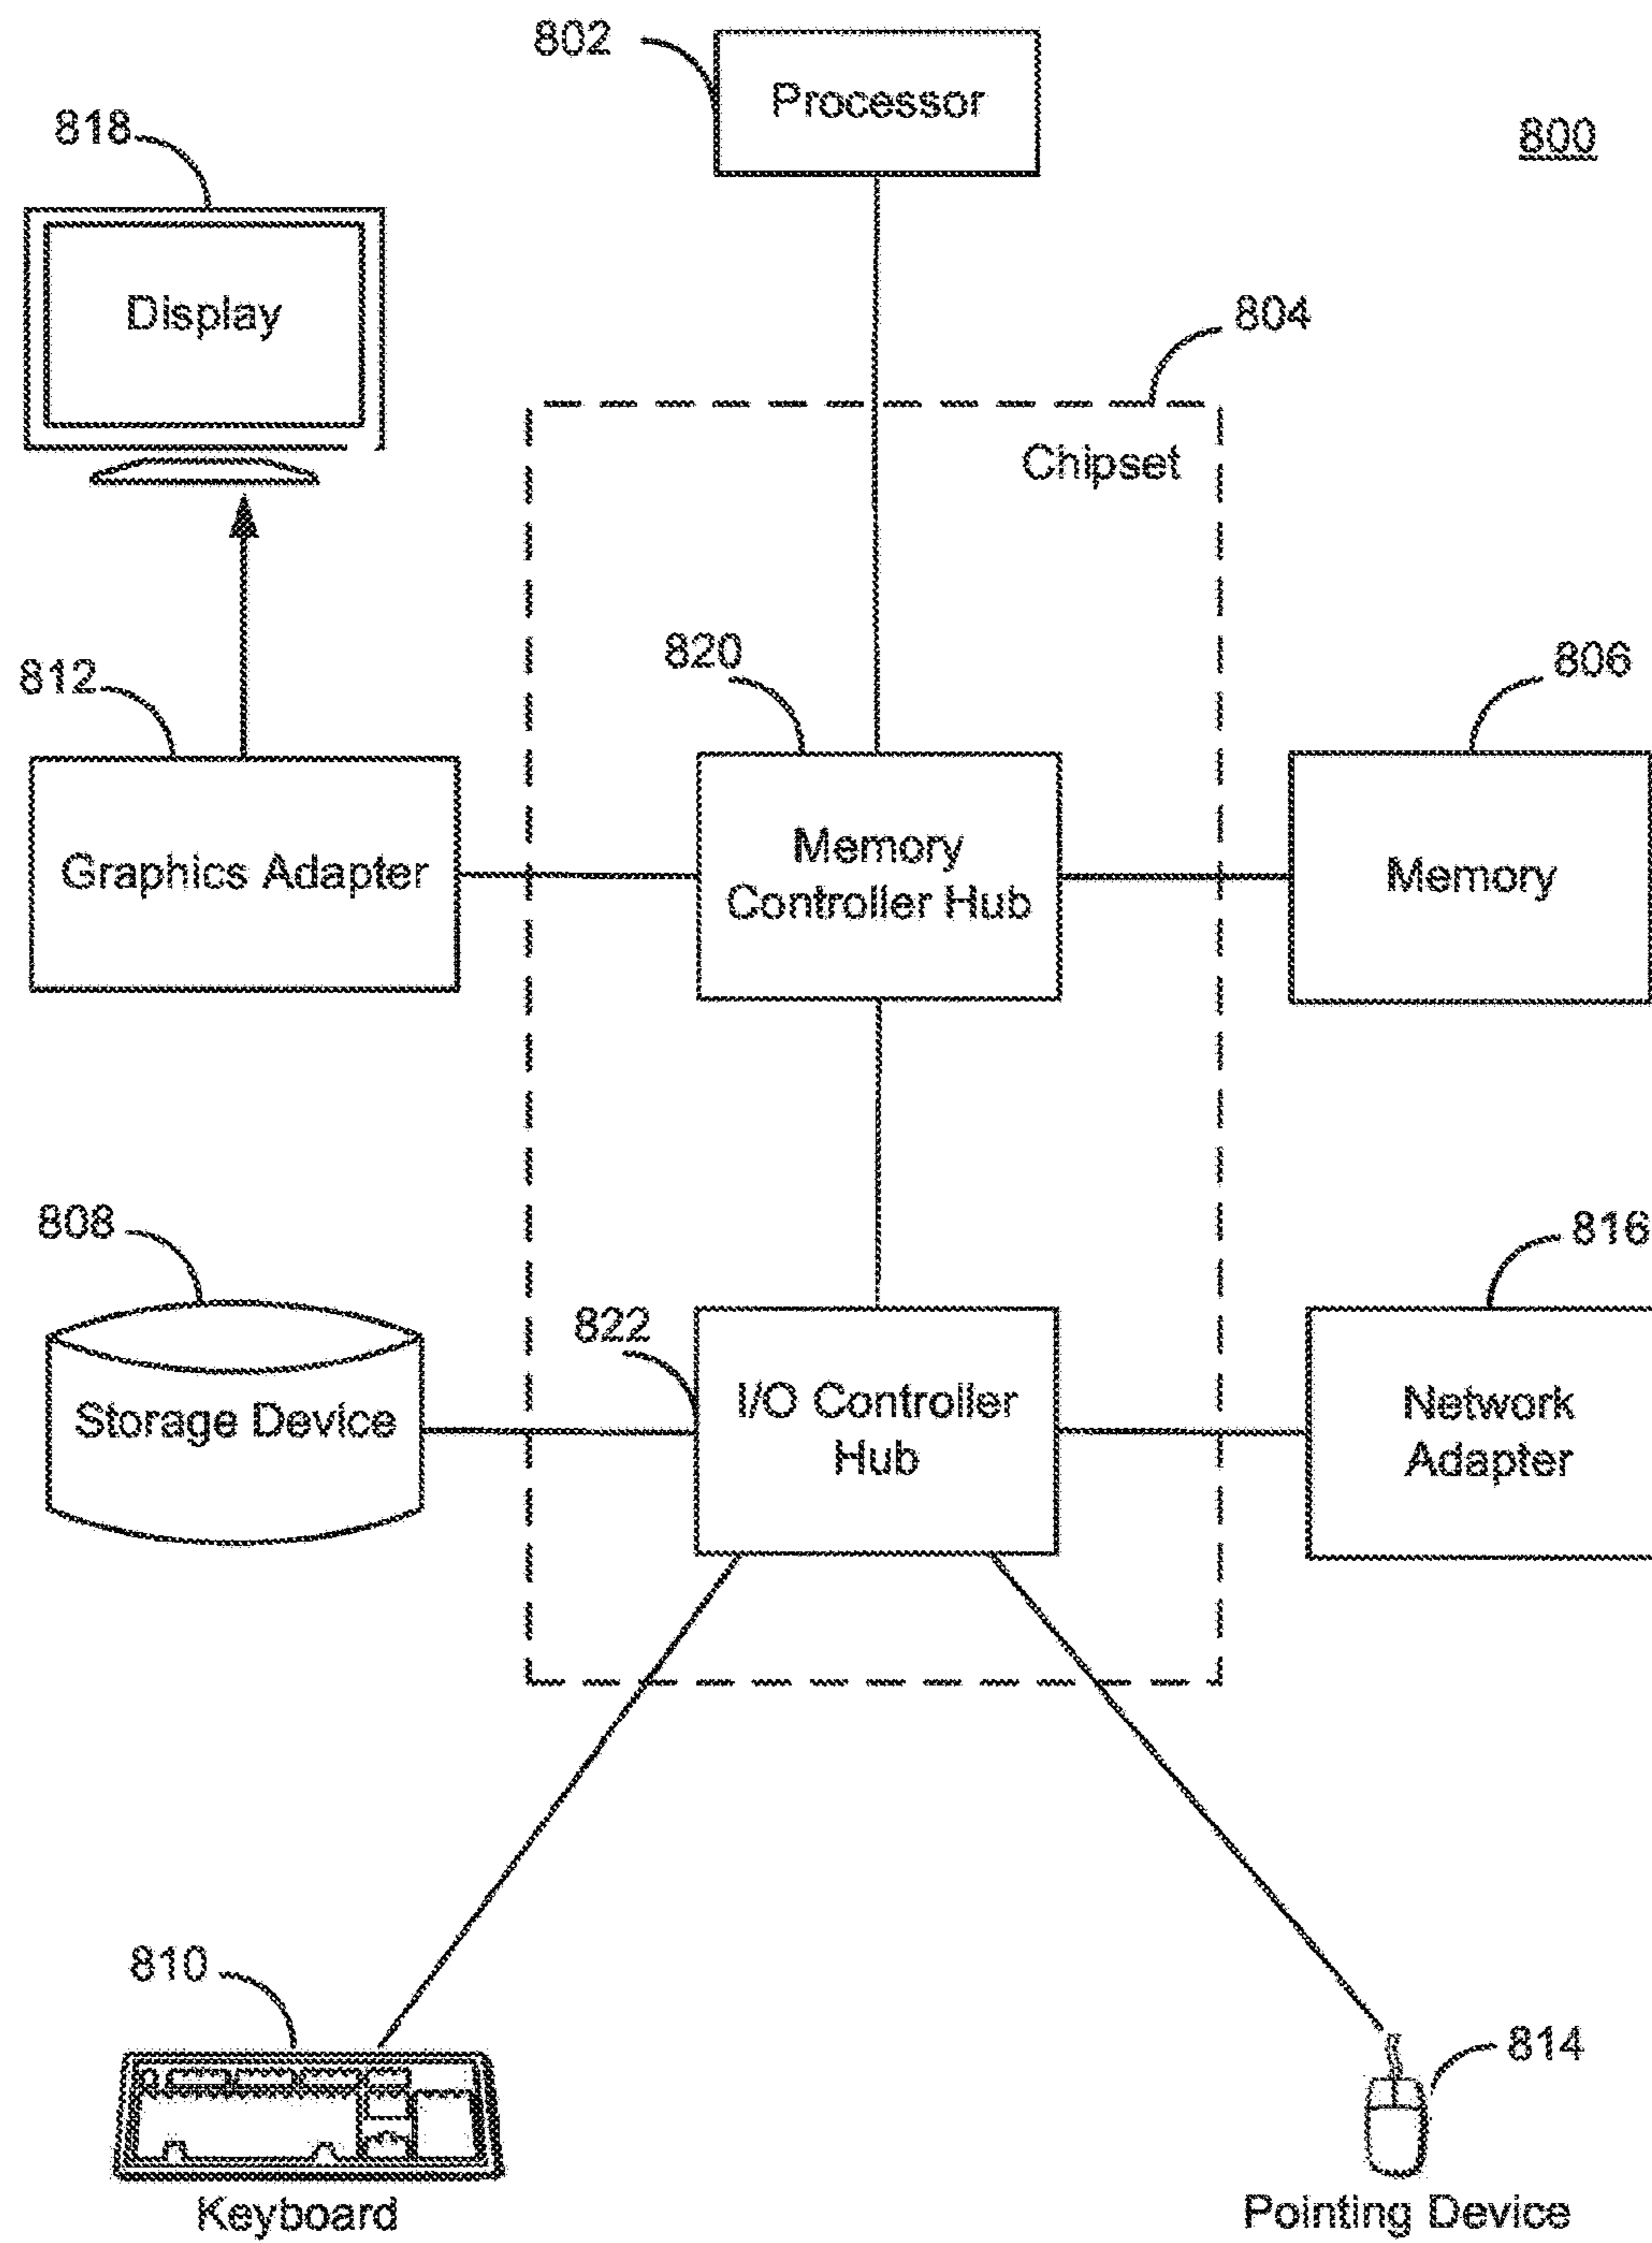 802
Processor
800
818
Display
804
Chipset
820
806
812
Memory
Controller Hub
Graphics Adapter
Memory
808
816
822
I/O Controller
Hub
Storage Device
Network
Adapter
810
814
Keyboard
Pointing Device